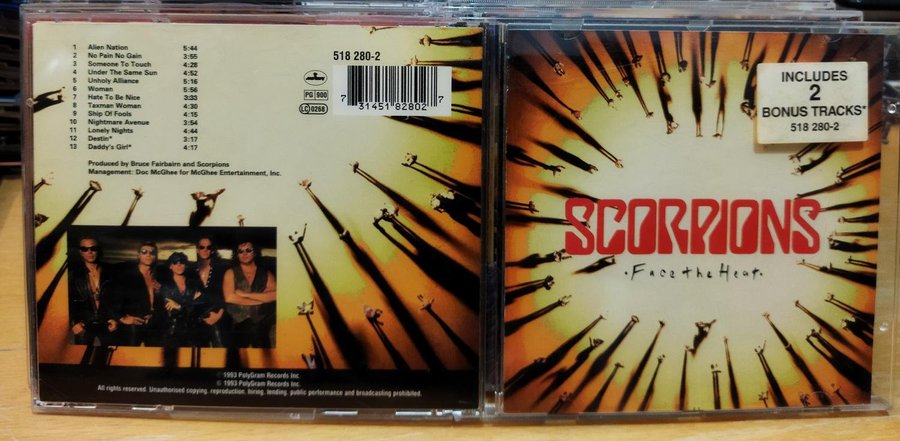 1 Alien Nation 5:44
2 No Pain No Gain 3:55
3 Someone To Touch 4:28
4 Under The Same Sun 4:52
5 Unholy Alliance 5:16
6 Woman 5:56
7 Hate To Be Nice 3:33
8 Taxman Woman 4:30
9 Ship Of Fools 4:15
10 Nightmare Avenue 3:54
11 Lonely Nights 4:44
12 Destin* 3:17
13 Daddy's Girl* 4:17
Produced by Bruce Fairbairn and Scorpions
Management: Doc McGhee for McGhee Entertainment, Inc.
518 280-2
PG 900
LC 0268
7 31451 82802 7
℗ 1993 PolyGram Records Inc.
© 1993 PolyGram Records Inc.
All rights reserved. Unauthorised copying, reproduction, hiring, lending, public performance and broadcasting prohibited.
INCLUDES
2
BONUS TRACKS*
518 280-2
SCORPIONS
·Face the Heat·